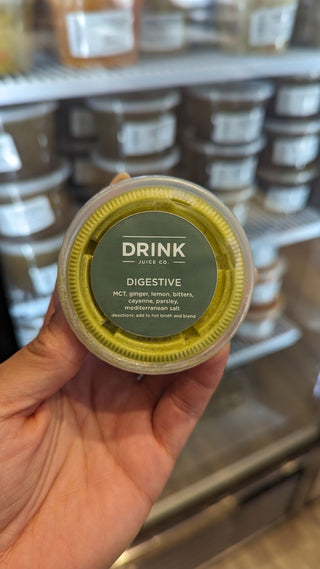 DRINK
JUICE CO.
DIGESTIVE
MCT, ginger, lemon, bitters,
cayenne, parsley,
mediterranean salt
directions: add to hot broth and blend